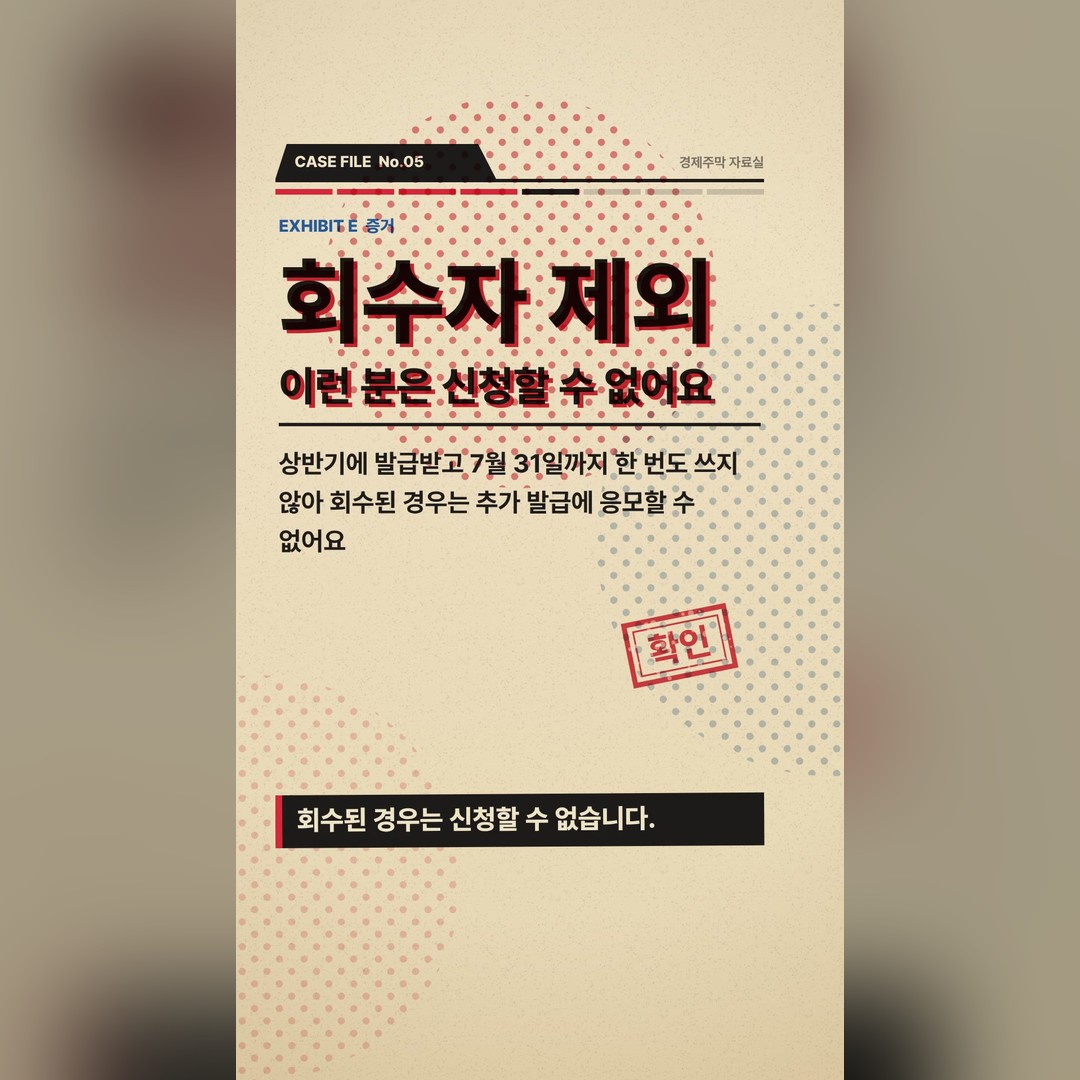 CASE FILE No.05
경제주막 자료실
EXHIBIT E 증거
회수자 제외
이런 분은 신청할 수 없어요
상반기에 발급받고 7월 31일까지 한 번도 쓰지
않아 회수된 경우는 추가 발급에 응모할 수
없어요
확인
회수된 경우는 신청할 수 없습니다.